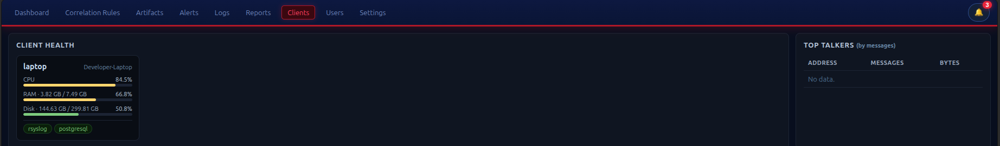 Dashboard Correlation Rules Artifacts Alerts Logs Reports Clients Users Settings 3
CLIENT HEALTH
laptop Developer-Laptop
CPU 84.5%
RAM · 3.82 GB / 7.49 GB 66.8%
Disk · 144.63 GB / 299.81 GB 50.8%
rsyslog postgresql
TOP TALKERS (by messages)
ADDRESS MESSAGES BYTES
No data.